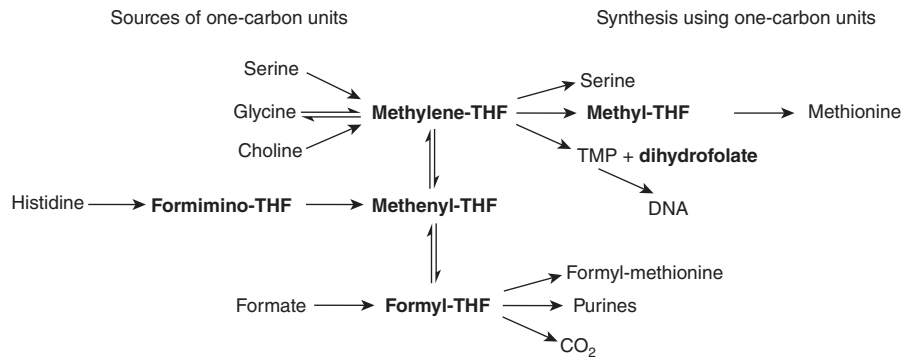 Sources of one-carbon units
Synthesis using one-carbon units
Serine
Serine
Glycine
Methylene-THF
Methyl-THF
Methionine
Choline
TMP + dihydrofolate
DNA
Histidine
Formimino-THF
Methenyl-THF
Formyl-methionine
Formate
Formyl-THF
Purines
CO₂